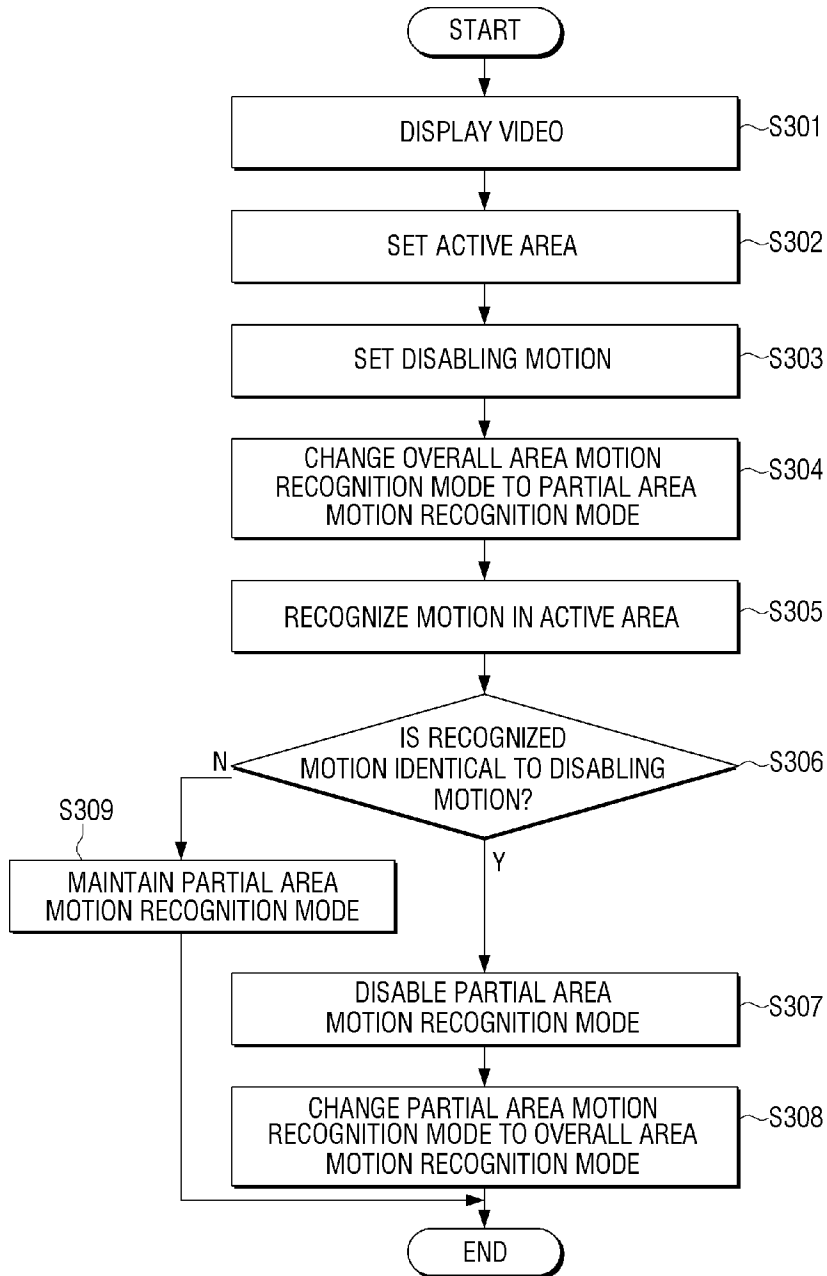 START
DISPLAY VIDEO
S301
SET ACTIVE AREA
S302
SET DISABLING MOTION
S303
CHANGE OVERALL AREA MOTION
RECOGNITION MODE TO PARTIAL AREA
MOTION RECOGNITION MODE
S304
RECOGNIZE MOTION IN ACTIVE AREA
S305
IS RECOGNIZED
MOTION IDENTICAL TO DISABLING
MOTION?
S306
N
S309
MAINTAIN PARTIAL AREA
MOTION RECOGNITION MODE
Y
DISABLE PARTIAL AREA
MOTION RECOGNITION MODE
S307
CHANGE PARTIAL AREA MOTION
RECOGNITION MODE TO OVERALL AREA
MOTION RECOGNITION MODE
S308
END